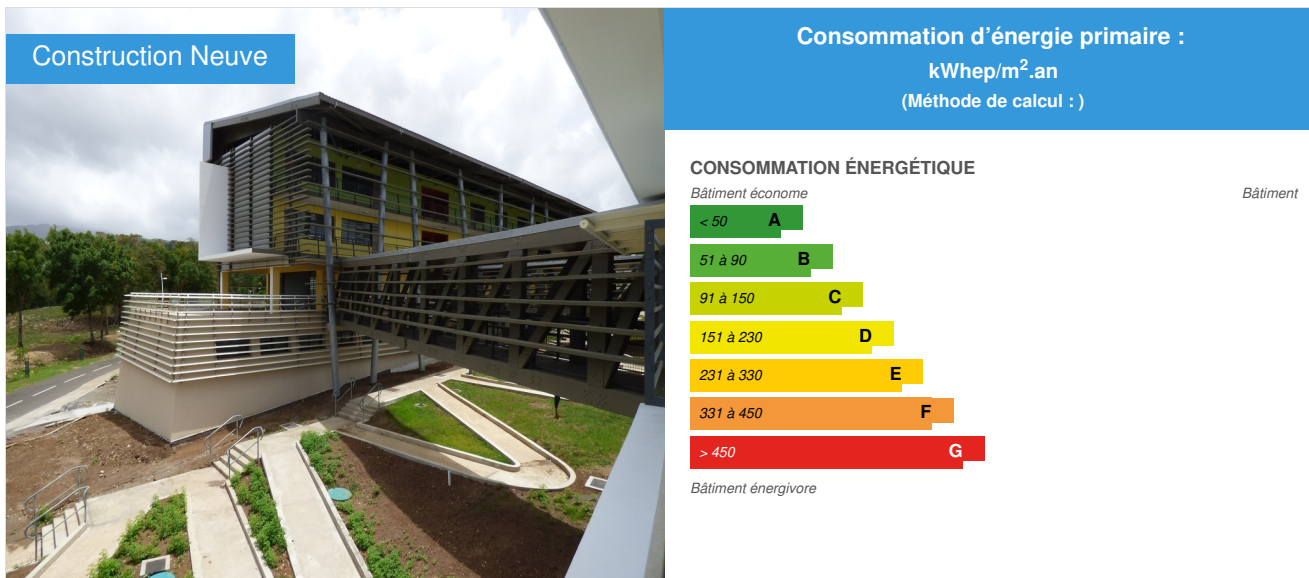 Construction Neuve
Consommation d'énergie primaire :
kWhep/m².an
(Méthode de calcul : )
CONSOMMATION ÉNERGÉTIQUE
Bâtiment économe Bâtiment
< 50 A
51 à 90 B
91 à 150 C
151 à 230 D
231 à 330 E
331 à 450 F
> 450 G
Bâtiment énergivore